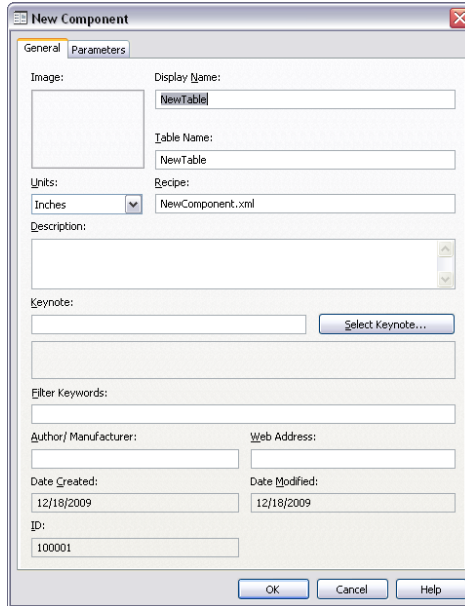 New Component
General Parameters
Image: Display Name:
NewTable
Table Name:
NewTable
Units: Recipe:
Inches NewComponent.xml
Description:
Keynote:
Select Keynote...
Filter Keywords:
Author/ Manufacturer: Web Address:
Date Created: Date Modified:
12/18/2009 12/18/2009
ID:
100001
OK Cancel Help